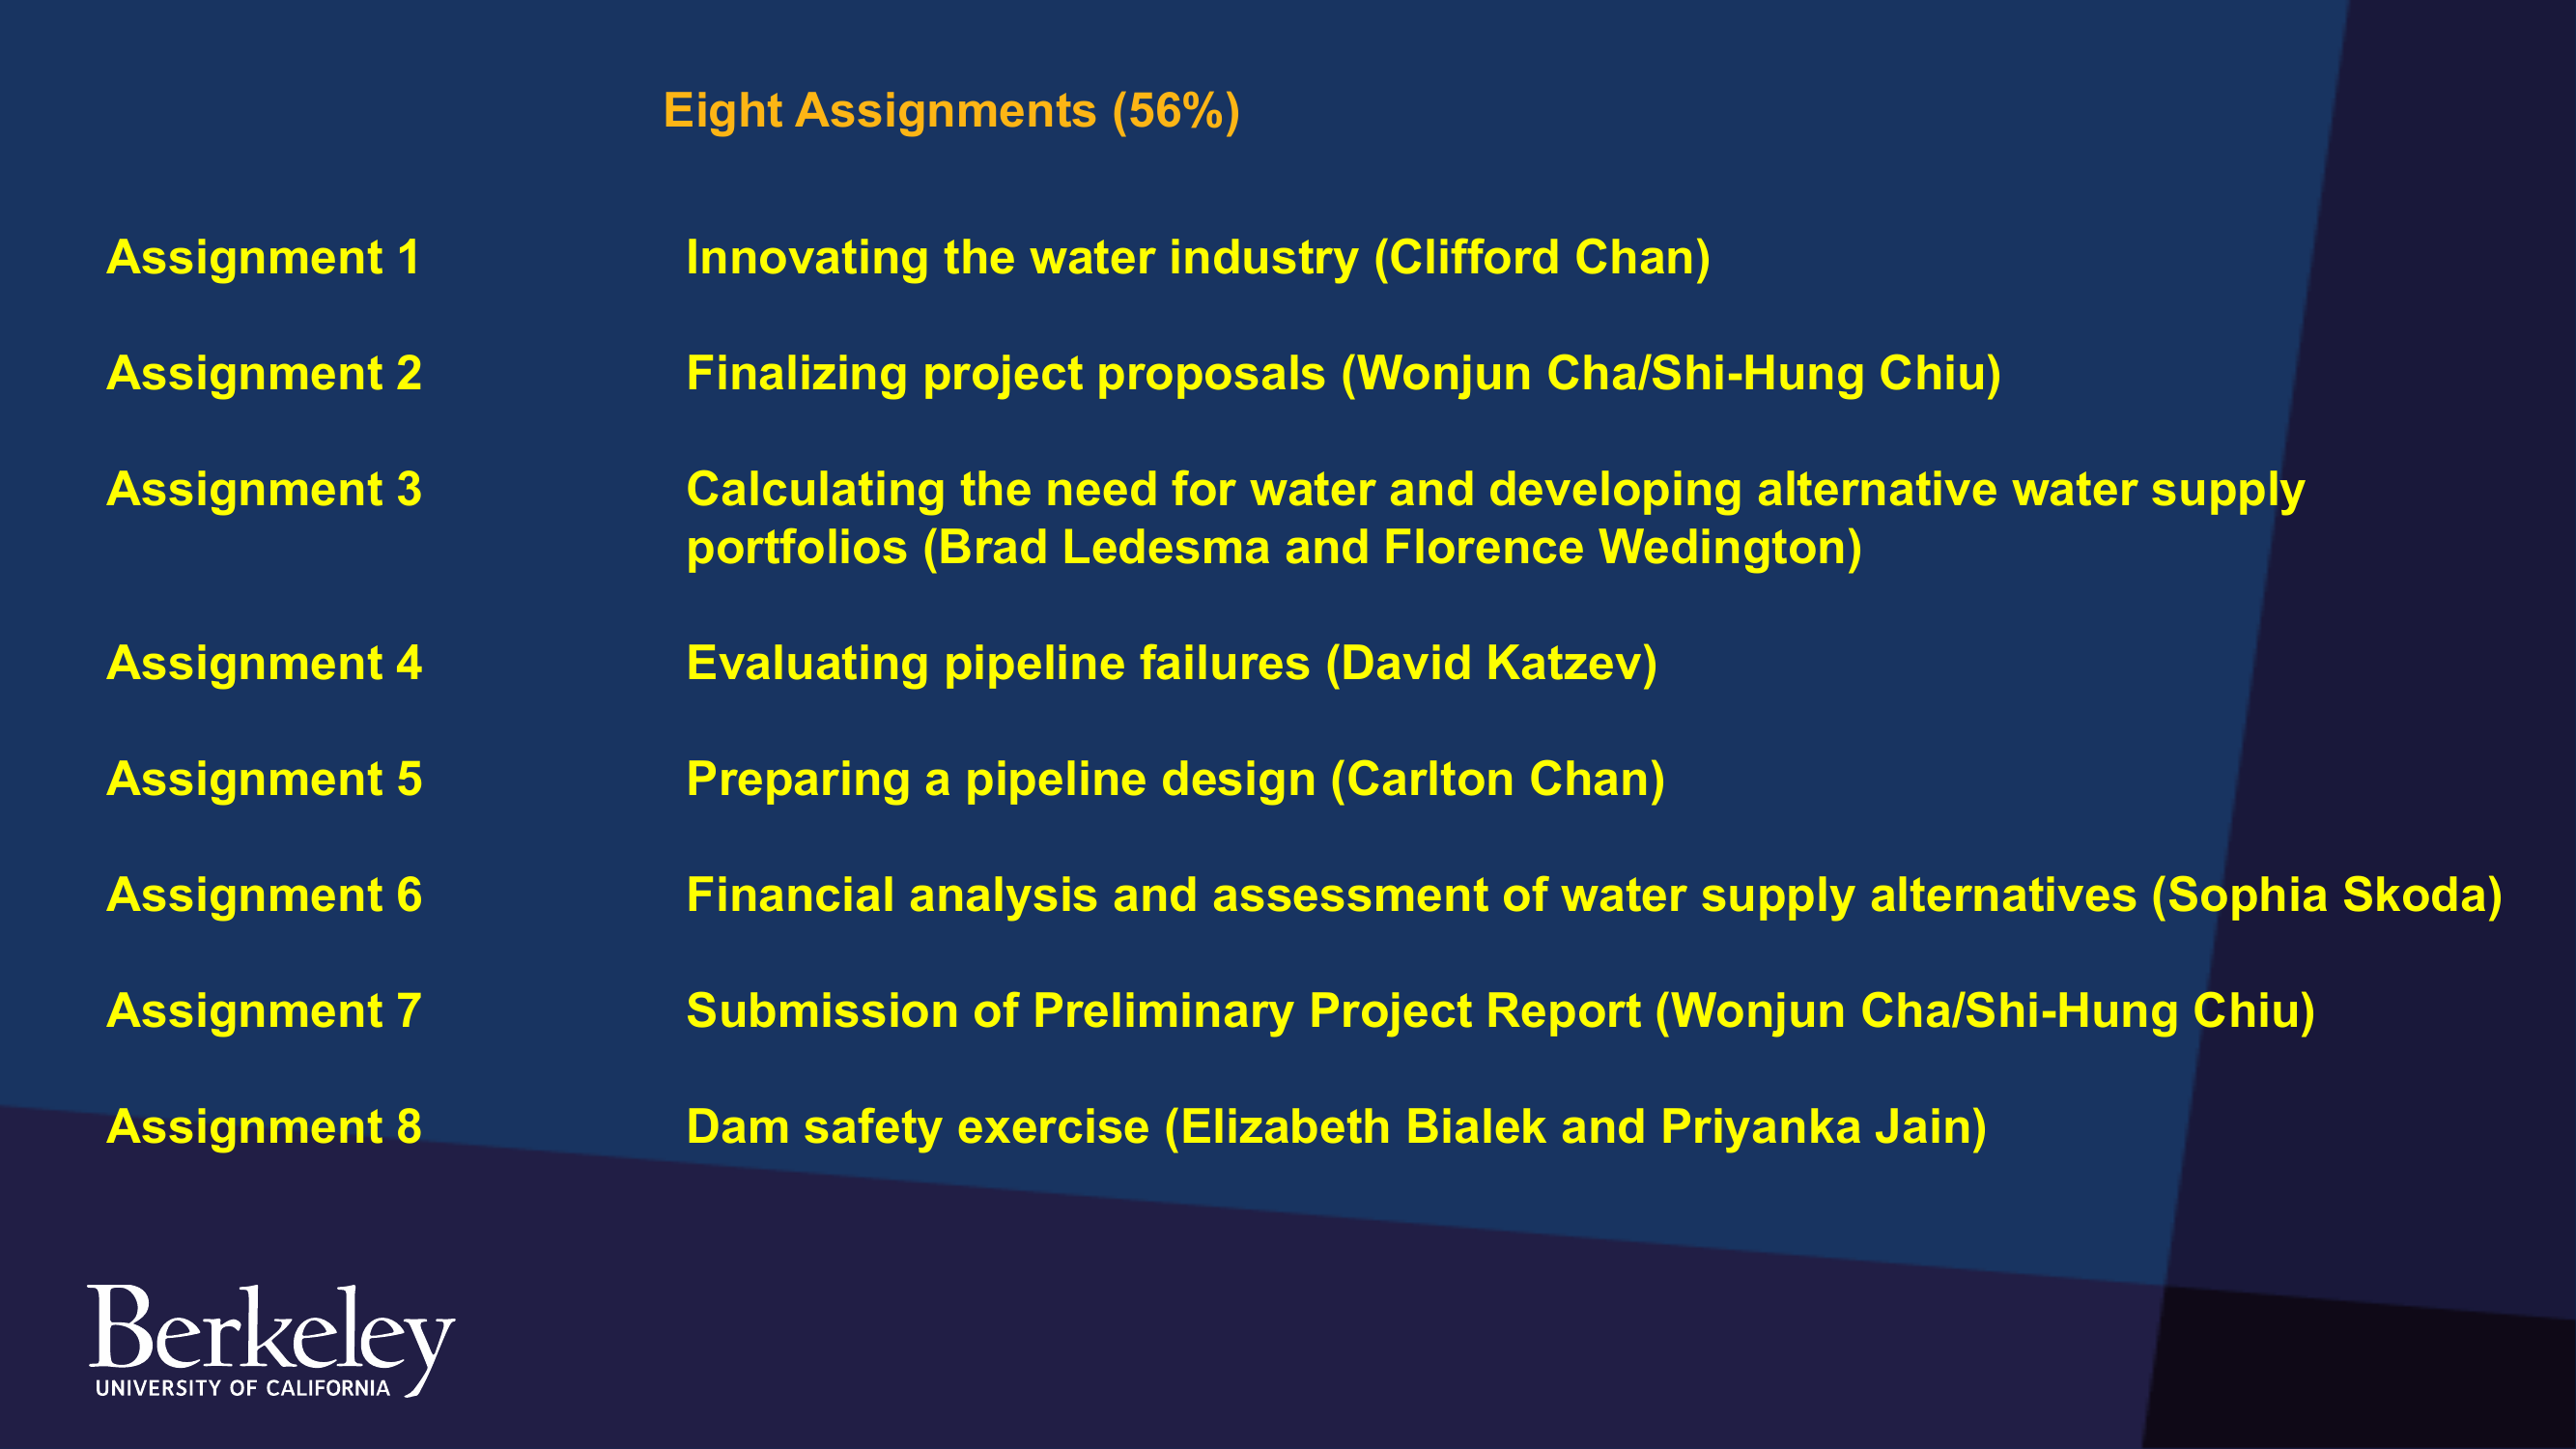 Eight Assignments (56%)
Assignment 1 Innovating the water industry (Clifford Chan)
Assignment 2 Finalizing project proposals (Wonjun Cha/Shi-Hung Chiu)
Assignment 3 Calculating the need for water and developing alternative water supply
portfolios (Brad Ledesma and Florence Wedington)
Assignment 4 Evaluating pipeline failures (David Katzev)
Assignment 5 Preparing a pipeline design (Carlton Chan)
Assignment 6 Financial analysis and assessment of water supply alternatives (Sophia Skoda)
Assignment 7 Submission of Preliminary Project Report (Wonjun Cha/Shi-Hung Chiu)
Assignment 8 Dam safety exercise (Elizabeth Bialek and Priyanka Jain)
Berkeley
UNIVERSITY OF CALIFORNIA